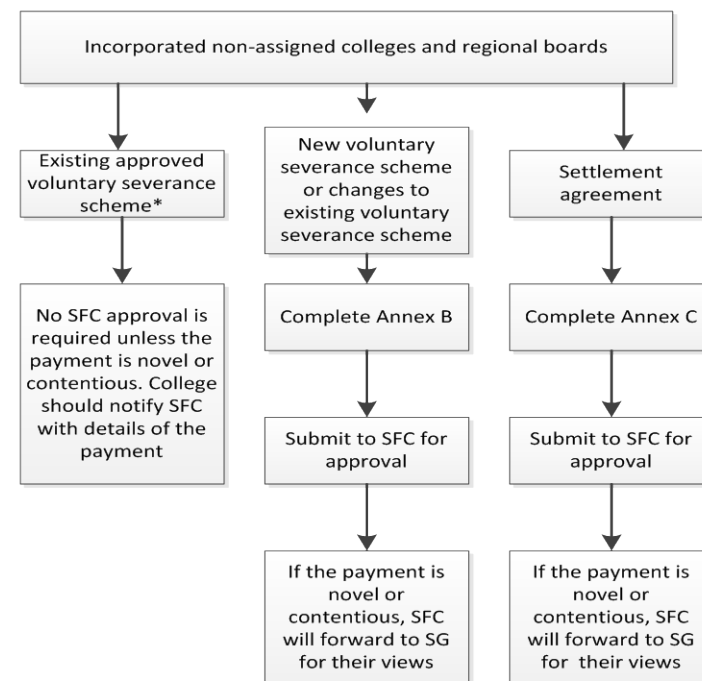 Incorporated non-assigned colleges and regional boards
Existing approved
voluntary severance
scheme*
No SFC approval is
required unless the
payment is novel or
contentious. College
should notify SFC
with details of the
payment
New voluntary
severance scheme
or changes to
existing voluntary
severance scheme
Complete Annex B
Submit to SFC for
approval
If the payment is
novel or
contentious, SFC
will forward to SG
for their views
Settlement
agreement
Complete Annex C
Submit to SFC for
approval
If the payment is
novel or
contentious, SFC
will forward to SG
for their views